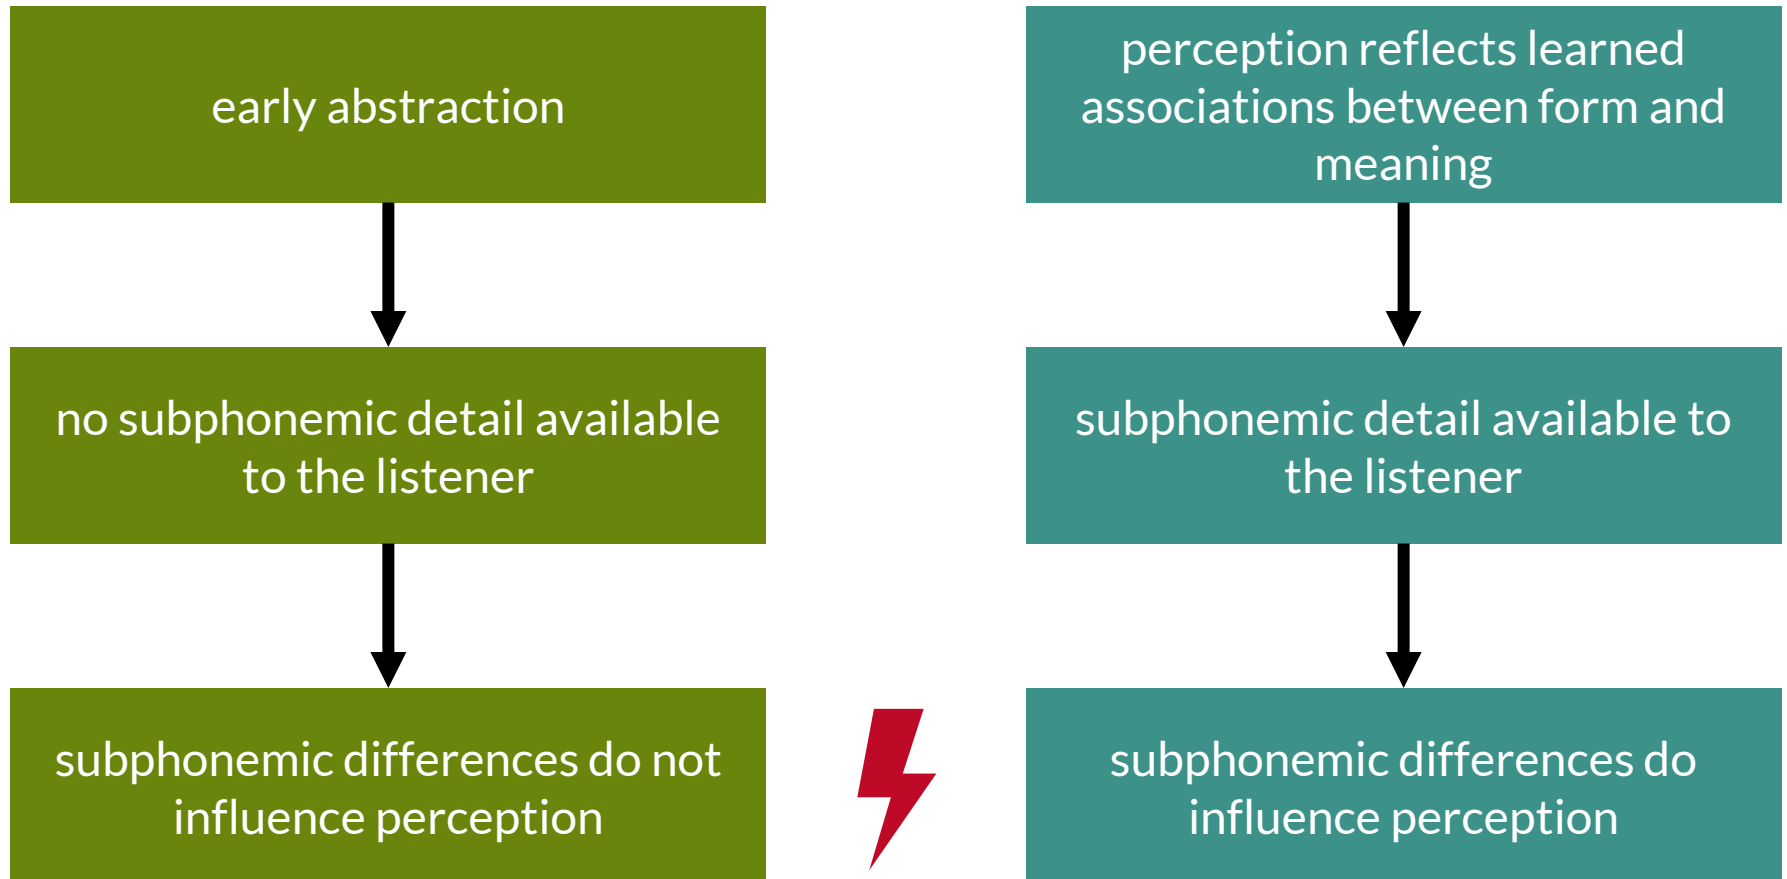 early abstraction
no subphonemic detail available
to the listener
subphonemic differences do not
influence perception
perception reflects learned
associations between form and
meaning
subphonemic detail available to
the listener
subphonemic differences do
influence perception